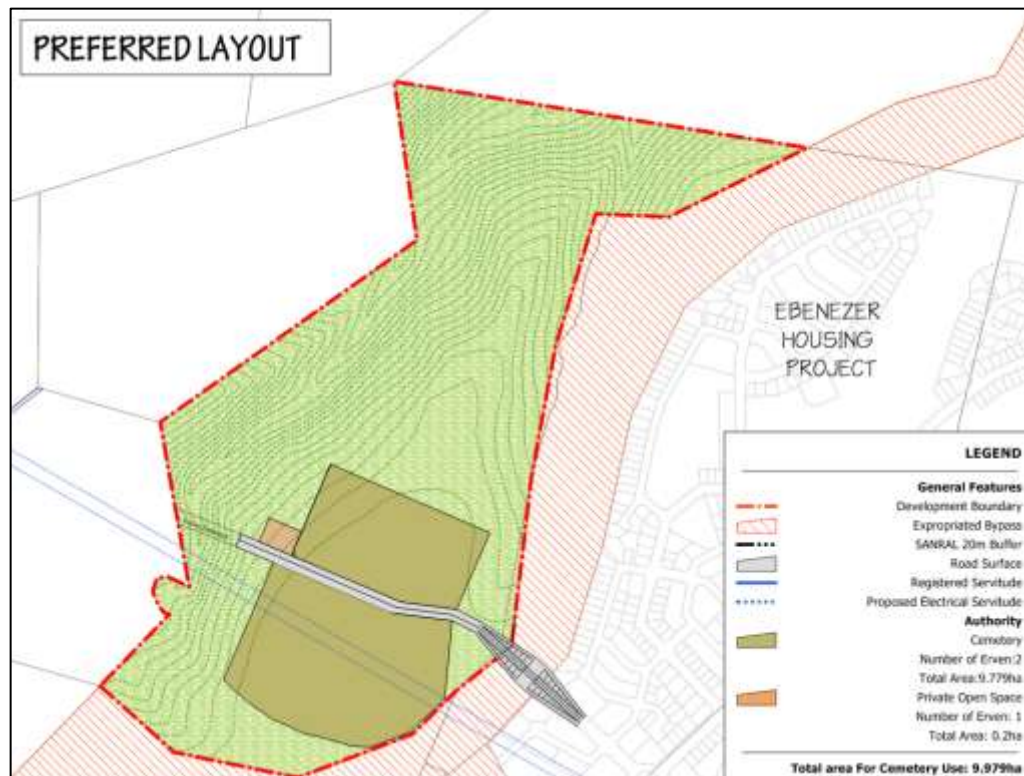 PREFERRED LAYOUT
EBENEZER
HOUSING
PROJECT
LEGEND
General Features
Development Boundary
Expropriated Bypass
SANRAL 20m Buffer
Road Surface
Registered Servitude
Proposed Electrical Servitude
Authority
Cemetery
Number of Erven:2
Total Area:9.779ha
Private Open Space
Number of Erven: 1
Total Area: 0.2ha
Total area For Cemetery Use: 9.979ha